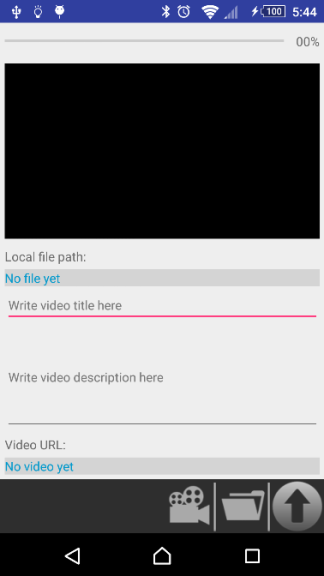 100 5:44
00%
Local file path:
No file yet
Write video title here
Write video description here
Video URL:
No video yet